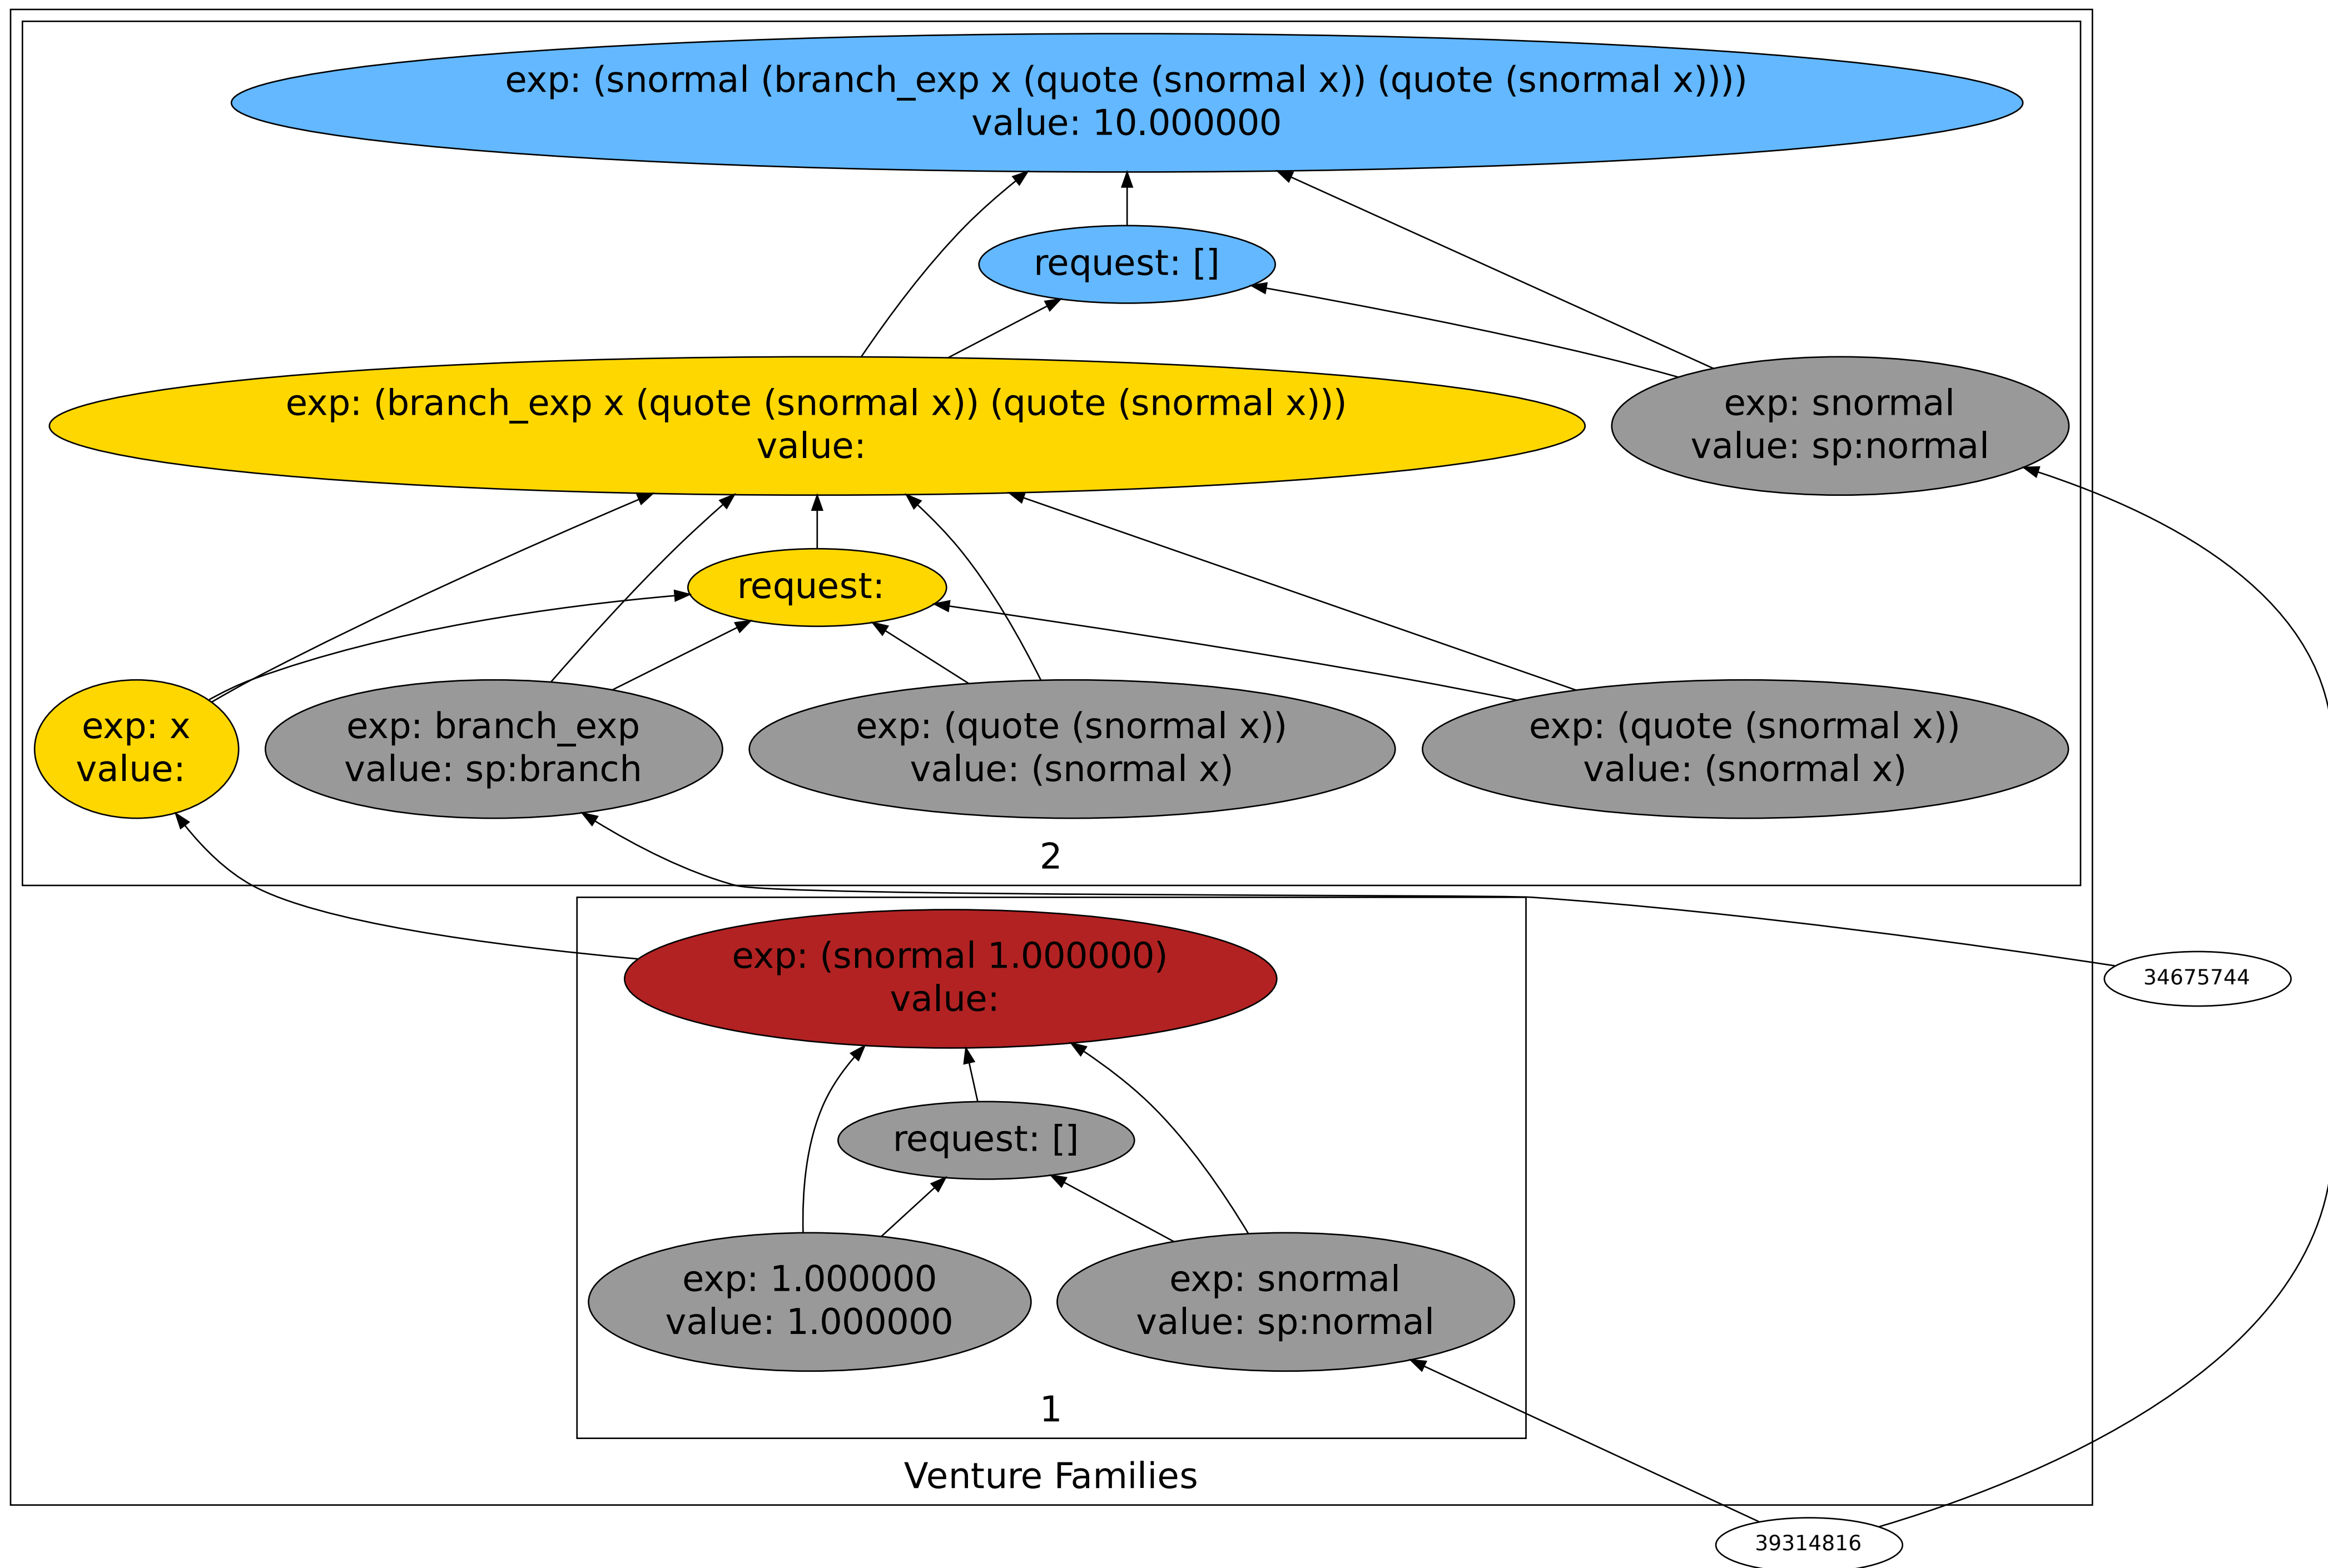 exp: (snormal (branch_exp x (quote (snormal x)) (quote (snormal x))))
value: 10.000000
request: []
exp: (branch_exp x (quote (snormal x)) (quote (snormal x)))
value:
exp: snormal
value: sp:normal
request:
exp: x
value:
exp: branch_exp
value: sp:branch
exp: (quote (snormal x))
value: (snormal x)
exp: (quote (snormal x))
value: (snormal x)
2
exp: (snormal 1.000000)
value:
34675744
request: []
exp: 1.000000
value: 1.000000
exp: snormal
value: sp:normal
1
Venture Families
39314816